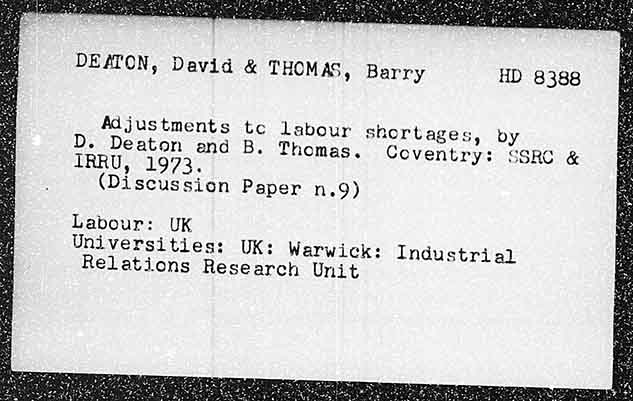 DEATON, David & THOMAS, Barry HD 8388
Adjustments to labour shortages, by
D. Deaton and B. Thomas. Coventry: SSRC &
IRRU, 1973.
(Discussion Paper n.9)
Labour: UK
Universities: UK: Warwick: Industrial
Relations Research Unit